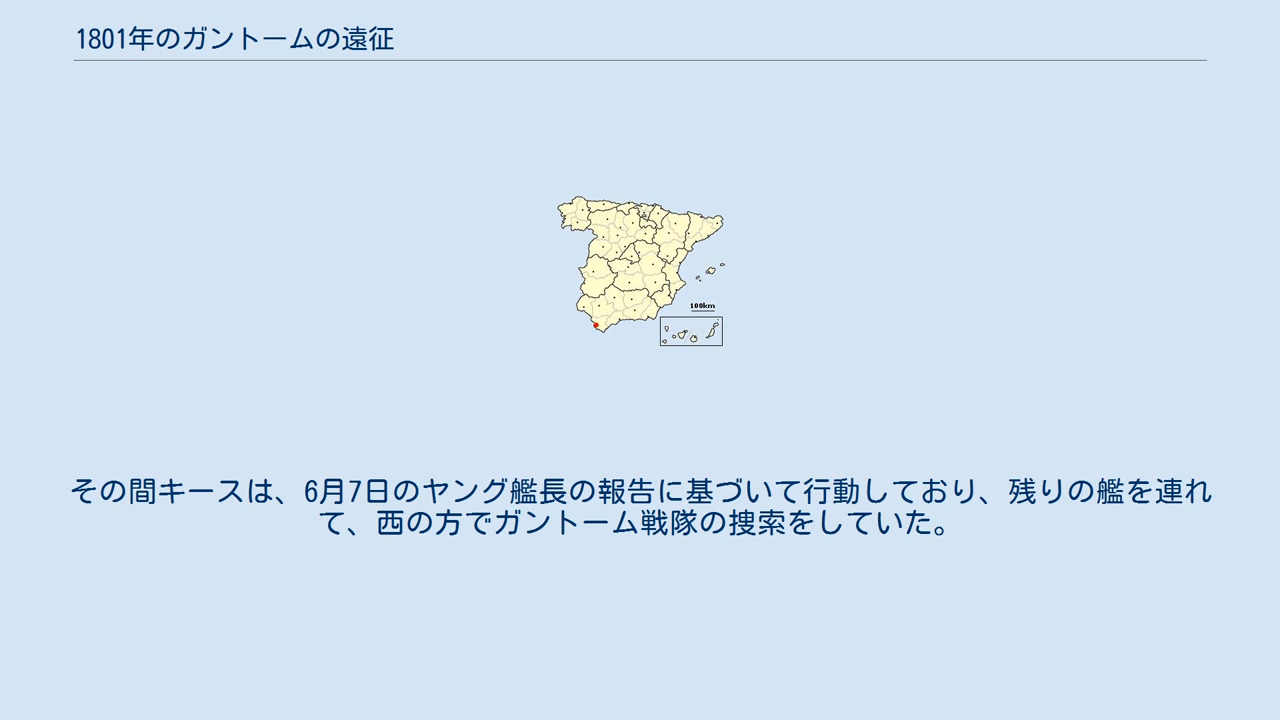 1801年のガントームの遠征
100km
その間キースは、6月7日のヤング艦長の報告に基づいて行動しており、残りの艦を連れ
て、西の方でガントーム戦隊の捜索をしていた。